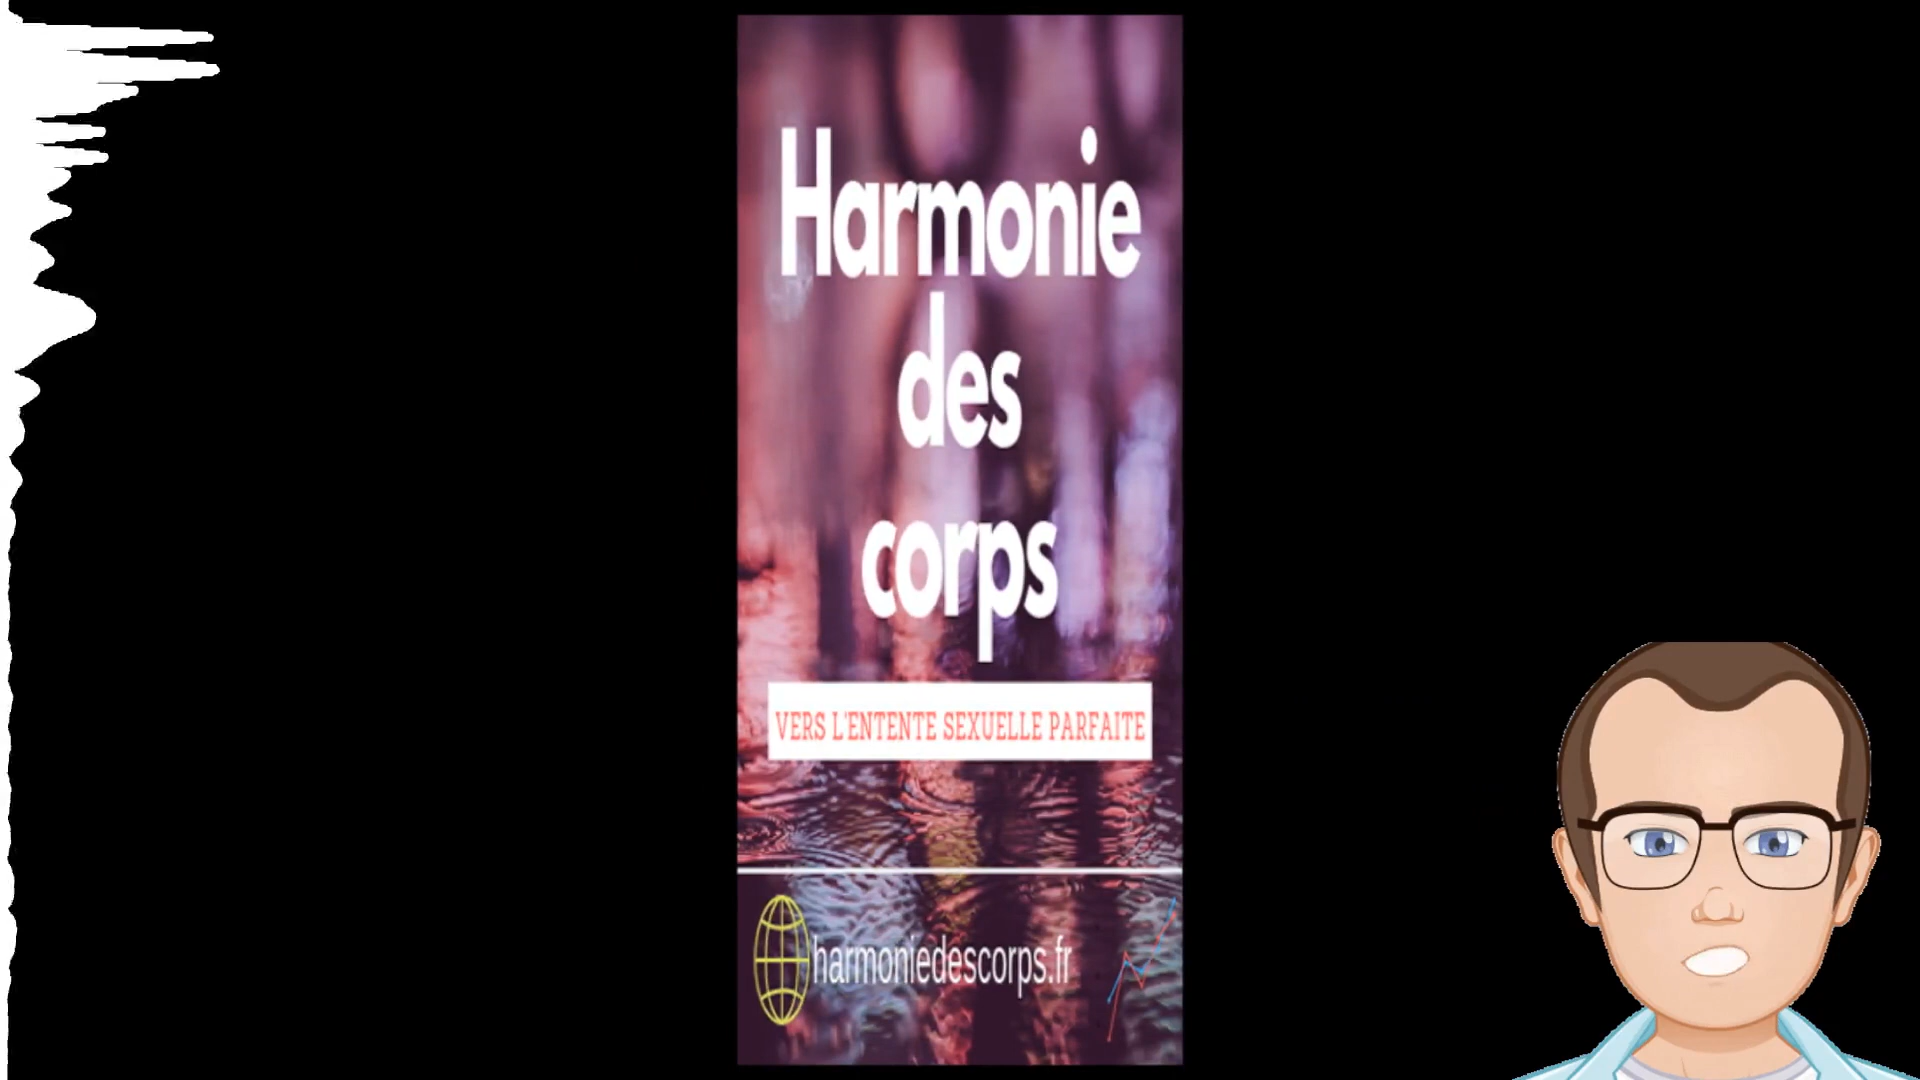 Harmonie
des
corps
VERS L'ENTENTE SEXUELLE PARFAITE
harmoniedescorps.fr